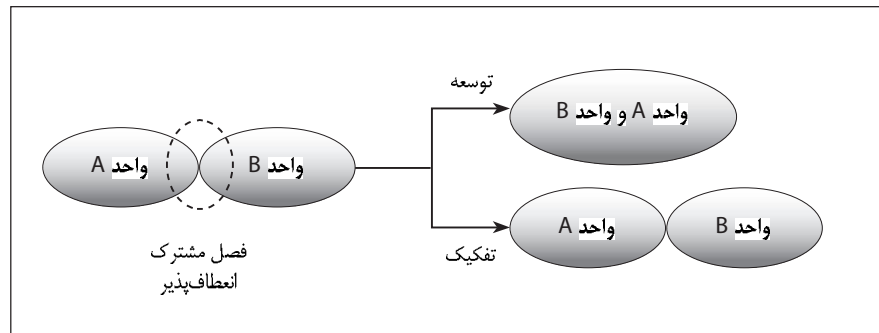 توسعه
واحد A و واحد B
واحد A
واحد B
فصل مشترک
انعطاف‌پذیر
تفکیک
واحد A
واحد B